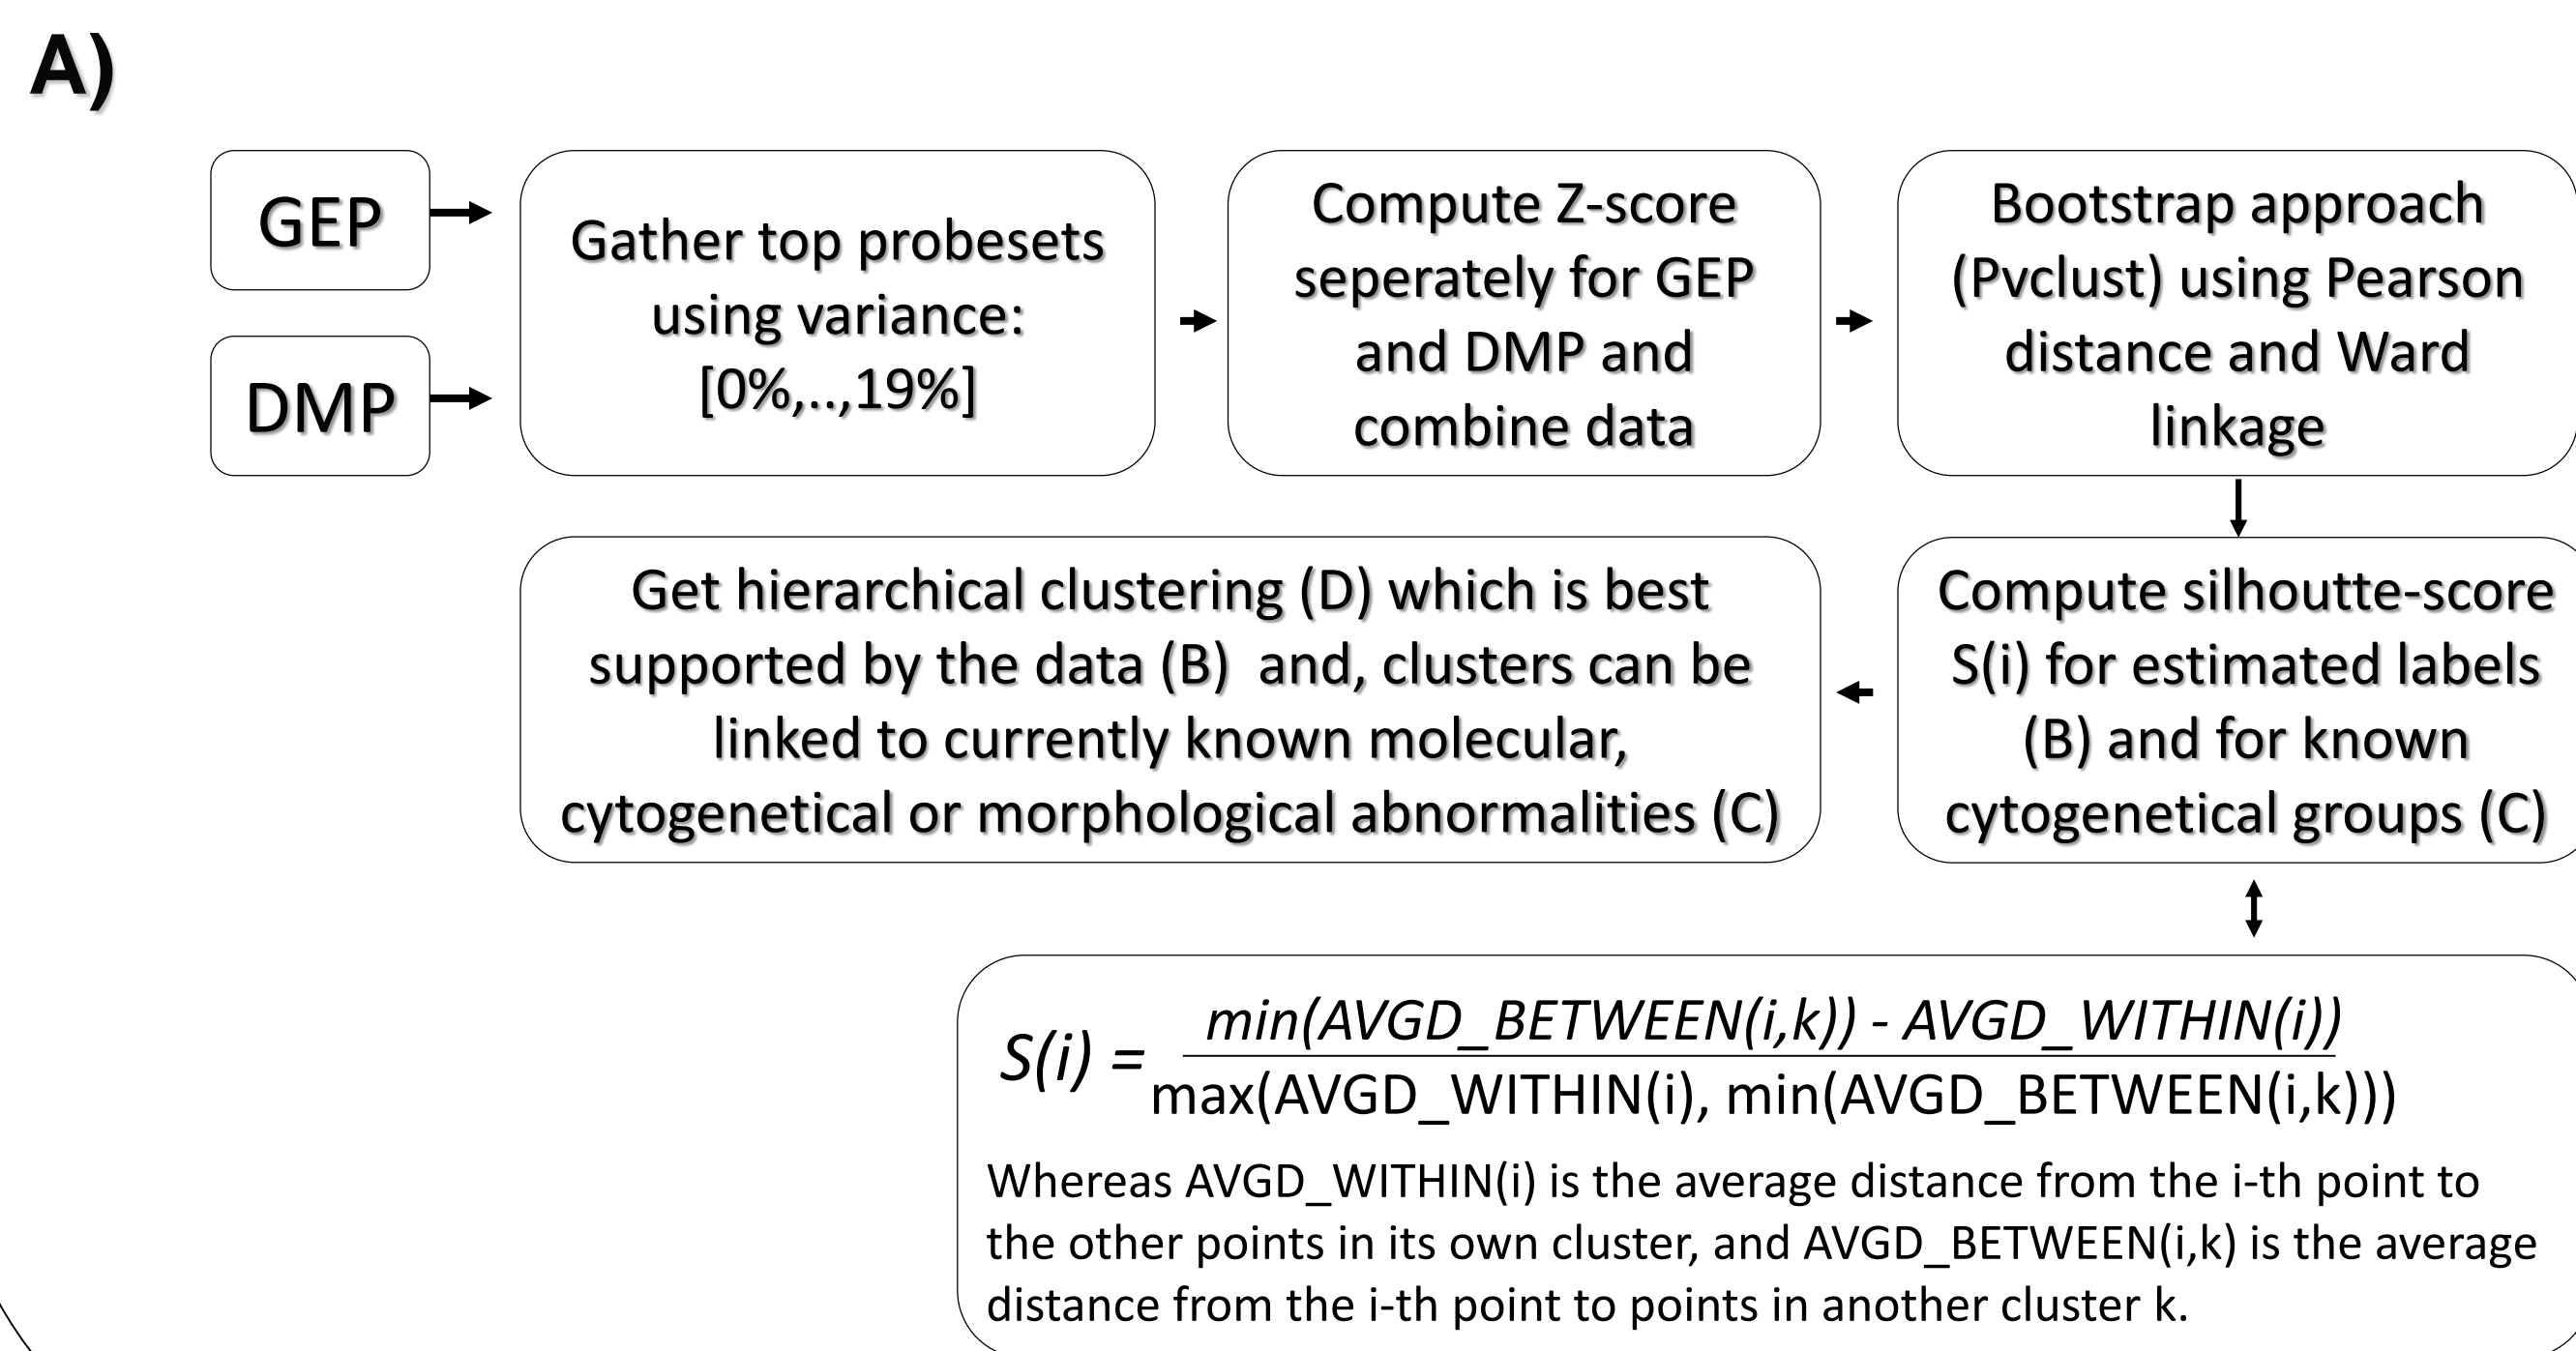 A)
GEP
DMP
Gather top probesets
using variance:
[0%,..,19%]
Compute Z-score
seperately for GEP
and DMP and
combine data
Bootstrap approach
(Pvclust) using Pearson
distance and Ward
linkage
Get hierarchical clustering (D) which is best
supported by the data (B)  and, clusters can be
linked to currently known molecular,
cytogenetical or morphological abnormalities (C)
Compute silhoutte-score
S(i) for estimated labels
(B) and for known
cytogenetical groups (C)
S(i) =
min(AVGD_BETWEEN(i,k)) - AVGD_WITHIN(i))
max(AVGD_WITHIN(i), min(AVGD_BETWEEN(i,k)))
Whereas AVGD_WITHIN(i) is the average distance from the i-th point to
the other points in its own cluster, and AVGD_BETWEEN(i,k) is the average
distance from the i-th point to points in another cluster k.